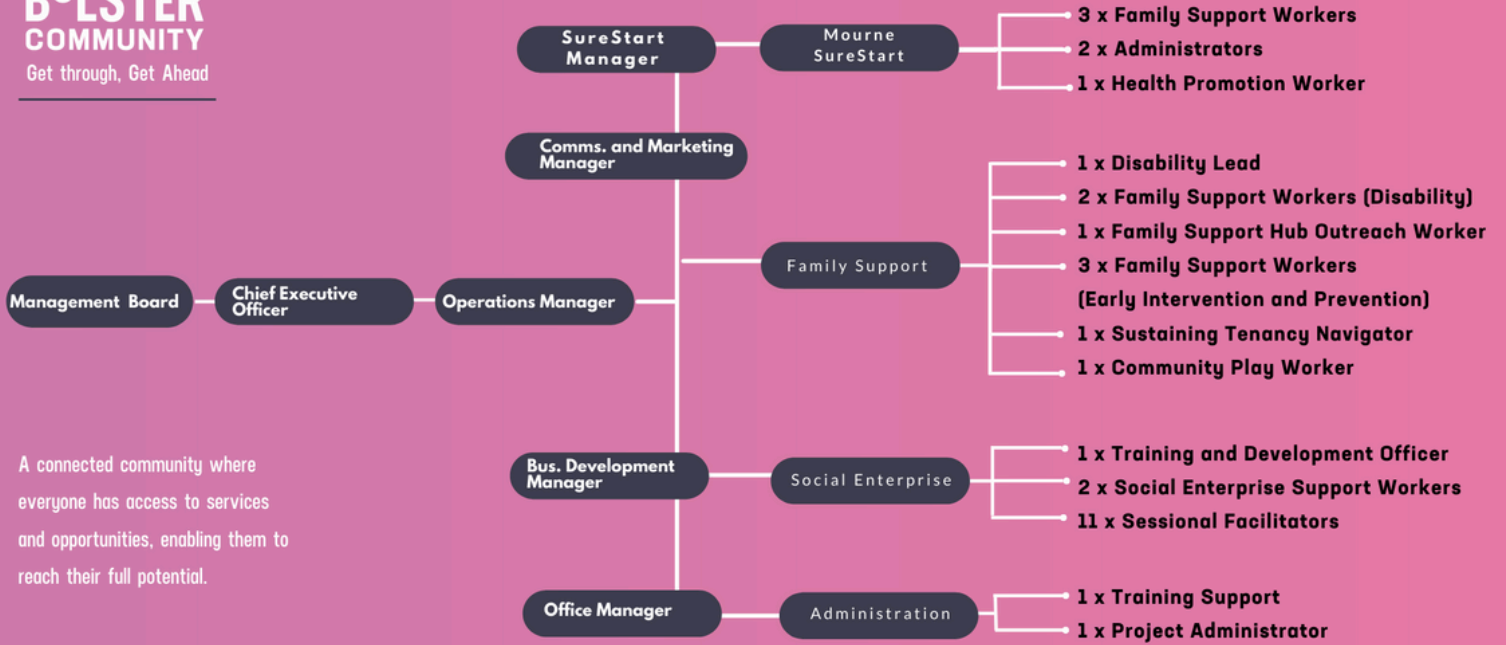 BOLSTER
COMMUNITY
Get through, Get Ahead
SureStart
Manager
Mourne
SureStart
3 x Family Support Workers
2 x Administrators
1 x Health Promotion Worker
Comms. and Marketing
Manager
Family Support
1 x Disability Lead
2 x Family Support Workers (Disability)
1 x Family Support Hub Outreach Worker
3 x Family Support Workers
(Early Intervention and Prevention)
1 x Sustaining Tenancy Navigator
1 x Community Play Worker
Management Board
Chief Executive
Officer
Operations Manager
Bus. Development
Manager
Social Enterprise
1 x Training and Development Officer
2 x Social Enterprise Support Workers
11 x Sessional Facilitators
Office Manager
Administration
1 x Training Support
1 x Project Administrator
A connected community where
everyone has access to services
and opportunities, enabling them to
reach their full potential.